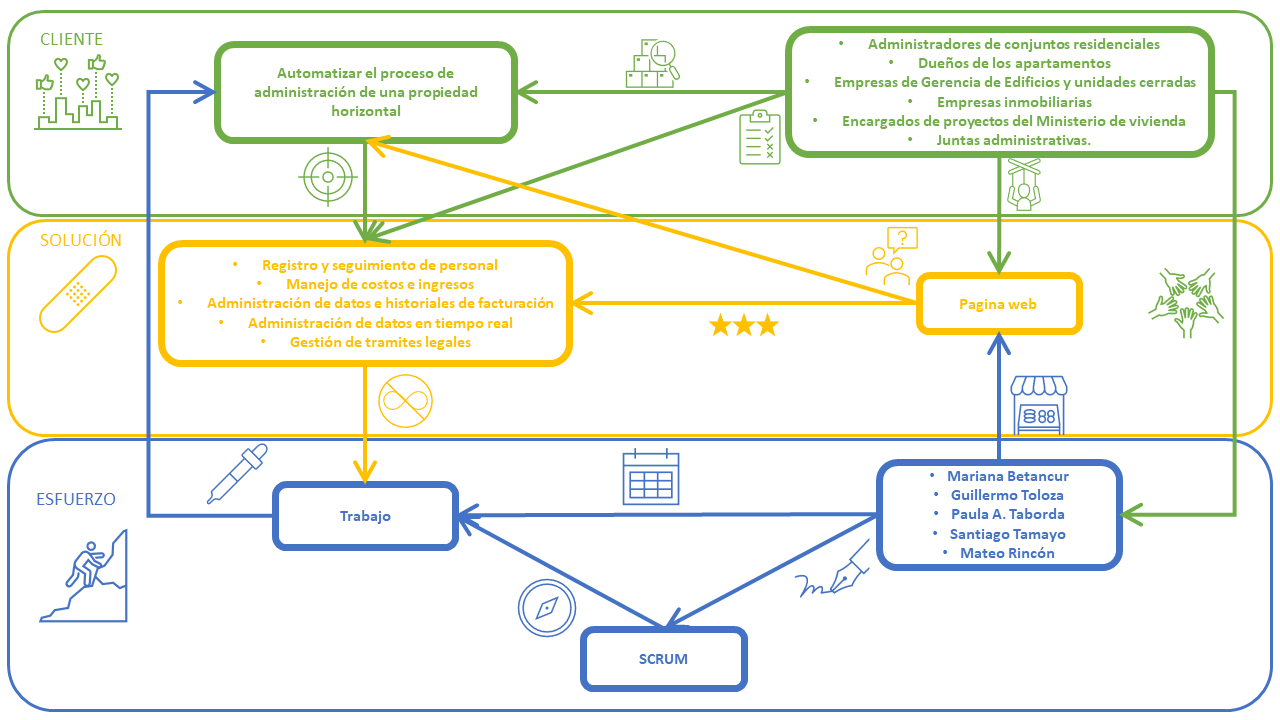 CLIENTE
Automatizar el proceso de
administración de una propiedad
horizontal
• Administradores de conjuntos residenciales
• Dueños de los apartamentos
• Empresas de Gerencia de Edificios y unidades cerradas
• Empresas inmobiliarias
• Encargados de proyectos del Ministerio de vivienda
• Juntas administrativas.
SOLUCIÓN
• Registro y seguimiento de personal
• Manejo de costos e ingresos
• Administración de datos e historiales de facturación
• Administración de datos en tiempo real
• Gestión de tramites legales
?
Pagina web
88
ESFUERZO
Trabajo
• Mariana Betancur
• Guillermo Toloza
• Paula A. Taborda
• Santiago Tamayo
• Mateo Rincón
SCRUM